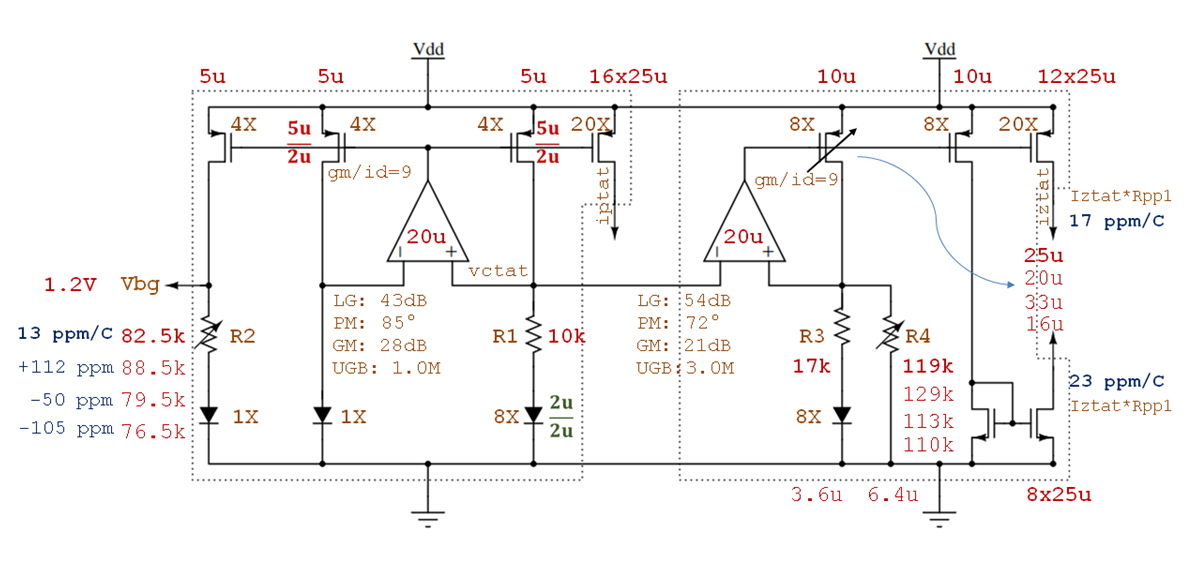 Vdd
Vdd
5u
5u
5u
16x25u
10u
10u
12x25u
4X
5u
2u
4X
4X
5u
2u
20X
8X
8X
20X
gm/id=9
gm/id=9
iptat
iztat
Iztat*Rpp1
17 ppm/C
20u
- +
20u
- +
vctat
25u
20u
33u
16u
1.2V
Vbg
LG: 43dB
PM: 85°
GM: 28dB
UGB: 1.0M
LG: 54dB
PM: 72°
GM: 21dB
UGB:3.0M
13 ppm/C 82.5k
R2
+112 ppm 88.5k
-50 ppm 79.5k
-105 ppm 76.5k
R1
10k
R3
17k
R4
119k
129k
113k
110k
1X
1X
8X
2u
2u
8X
23 ppm/C
Iztat*Rpp1
3.6u
6.4u
8x25u